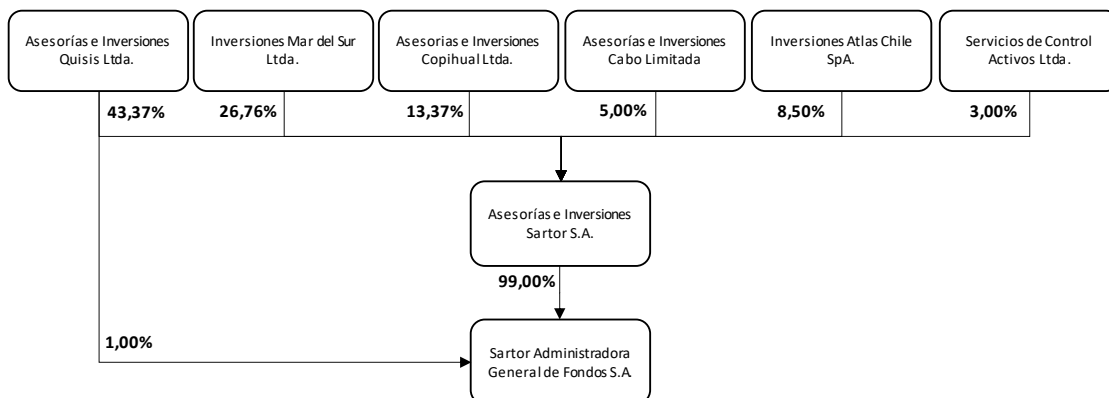 Asesorías e Inversiones
Quisis Ltda.
Inversiones Mar del Sur
Ltda.
Asesorias e Inversiones
Copihual Ltda.
Asesorías e Inversiones
Cabo Limitada
Inversiones Atlas Chile
SpA.
Servicios de Control
Activos Ltda.
43,37%
26,76%
13,37%
5,00%
8,50%
3,00%
Asesorías e Inversiones
Sartor S.A.
99,00%
1,00%
Sartor Administradora
General de Fondos S.A.